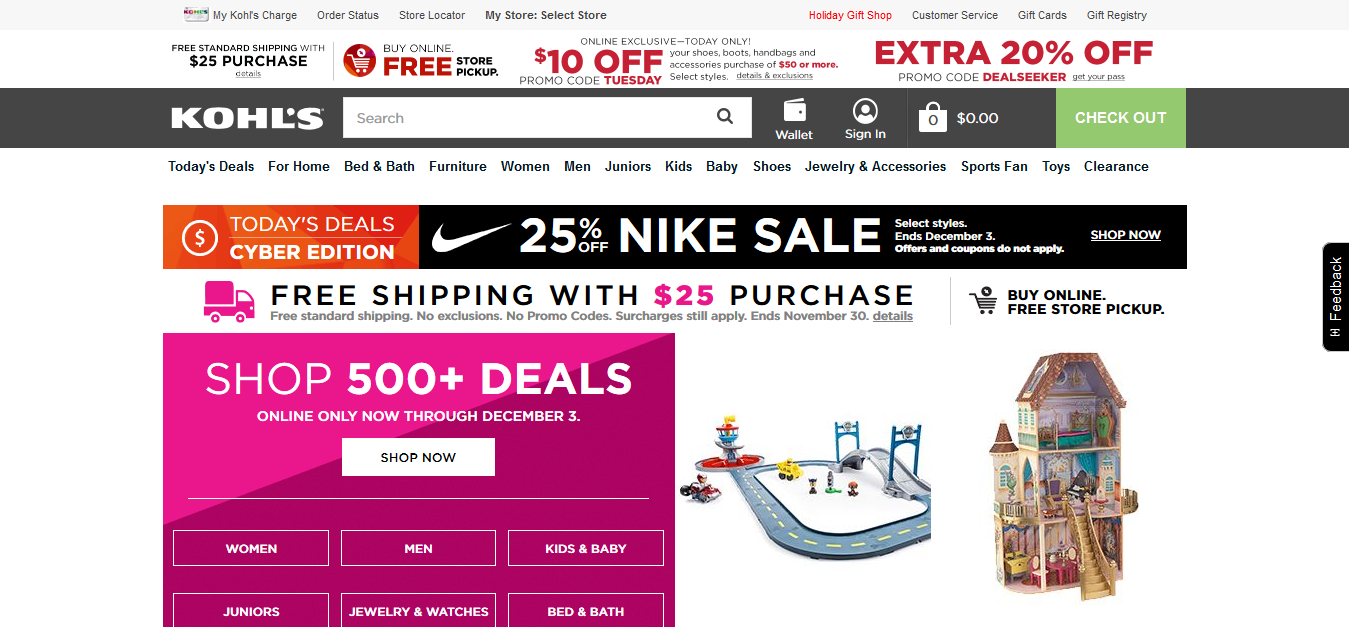 My Kohl's Charge
Order Status
Store Locator
My Store: Select Store
Holiday Gift Shop
Customer Service
Gift Cards
Gift Registry
FREE STANDARD SHIPPING WITH
$25 PURCHASE
details
BUY ONLINE.
FREE STORE PICKUP.
ONLINE EXCLUSIVE—TODAY ONLY!
$10 OFF
your shoes, boots, handbags and
accessories purchase of $50 or more.
Select styles. details & exclusions
PROMO CODE TUESDAY
EXTRA 20% OFF
PROMO CODE DEALSEEKER get your pass
KOHL'S
Search
Wallet
Sign In
0
$0.00
CHECK OUT
Today's Deals
For Home
Bed & Bath
Furniture
Women
Men
Juniors
Kids
Baby
Shoes
Jewelry & Accessories
Sports Fan
Toys
Clearance
$
TODAY'S DEALS
CYBER EDITION
25% OFF NIKE SALE
Select styles.
Ends December 3.
Offers and coupons do not apply.
SHOP NOW
FREE SHIPPING WITH $25 PURCHASE
Free standard shipping. No exclusions. No Promo Codes. Surcharges still apply. Ends November 30. details
BUY ONLINE.
FREE STORE PICKUP.
Feedback
SHOP 500+ DEALS
ONLINE ONLY NOW THROUGH DECEMBER 3.
SHOP NOW
WOMEN
MEN
KIDS & BABY
JUNIORS
JEWELRY & WATCHES
BED & BATH